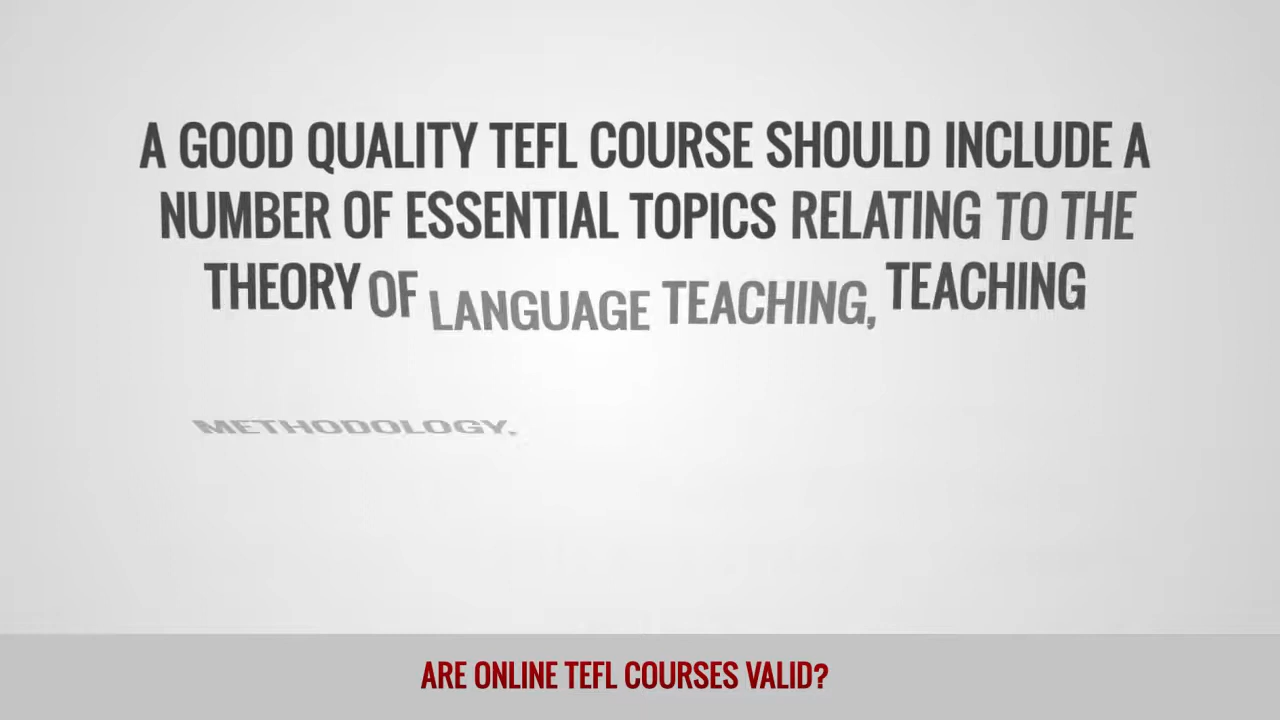 A GOOD QUALITY TEFL COURSE SHOULD INCLUDE A
NUMBER OF ESSENTIAL TOPICS RELATING TO THE
THEORY OF LANGUAGE TEACHING, TEACHING
METHODOLOGY,
ARE ONLINE TEFL COURSES VALID?